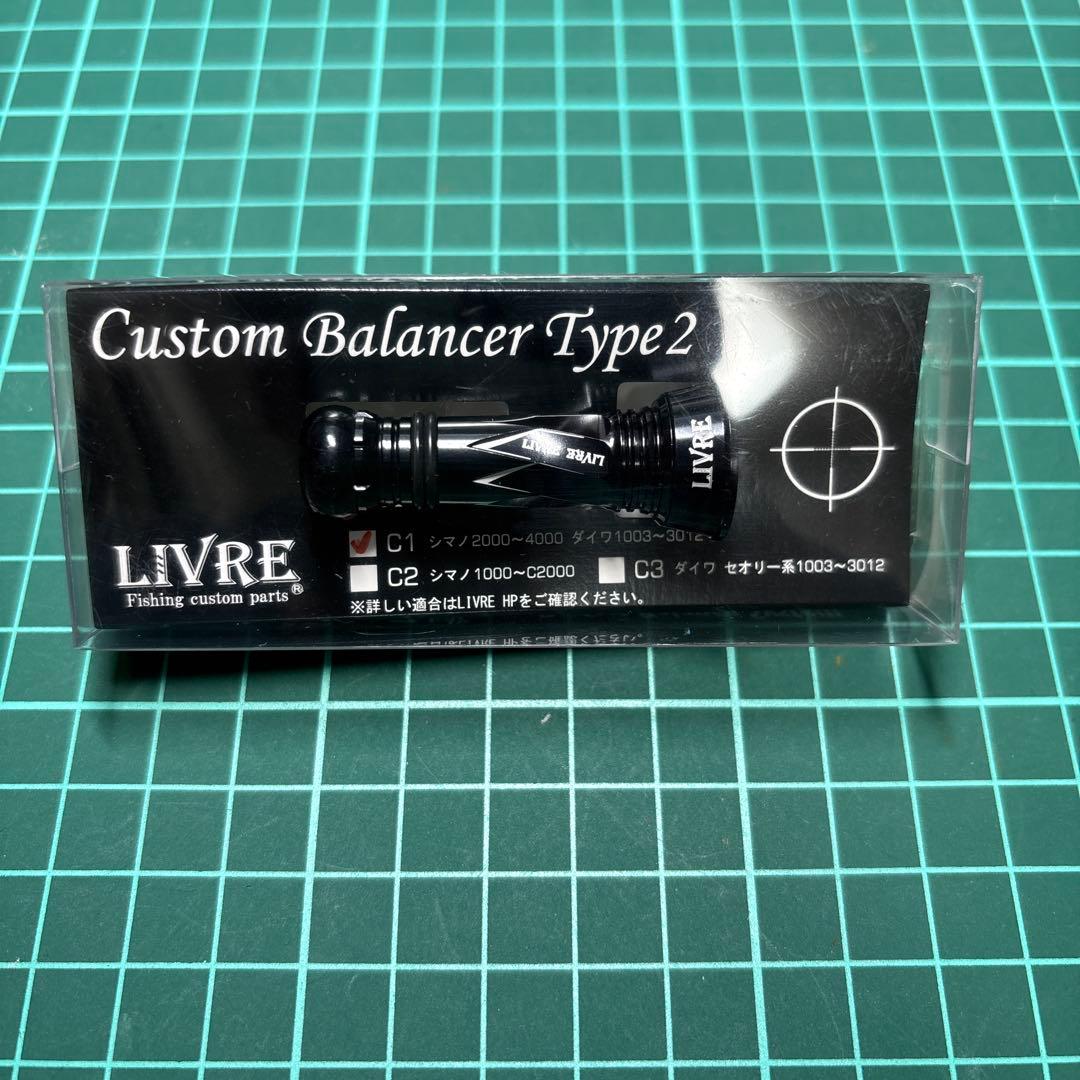 Custom Balancer Type2
LIVRE
LIVRE
LIVRE®
Fishing custom parts
C1 シマノ2000〜4000 ダイワ1003〜3012
C2 シマノ1000〜C2000 C3 ダイワ セオリー系1003〜3012
※詳しい適合はLIVRE HPをご確認ください。